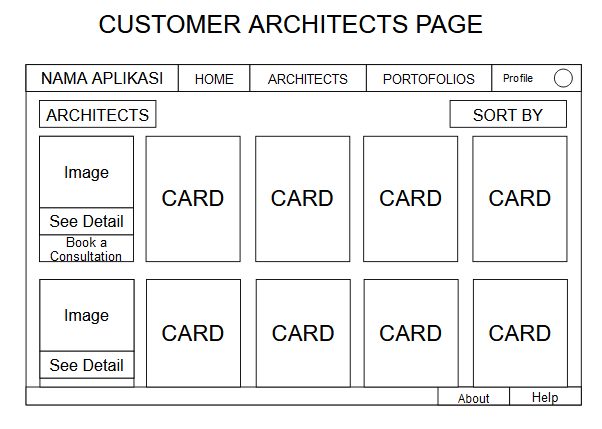 CUSTOMER ARCHITECTS PAGE
NAMA APLIKASI HOME ARCHITECTS PORTOFOLIOS Profile
ARCHITECTS SORT BY
Image CARD CARD CARD CARD
See Detail
Book a
Consultation
Image CARD CARD CARD CARD
See Detail
About Help